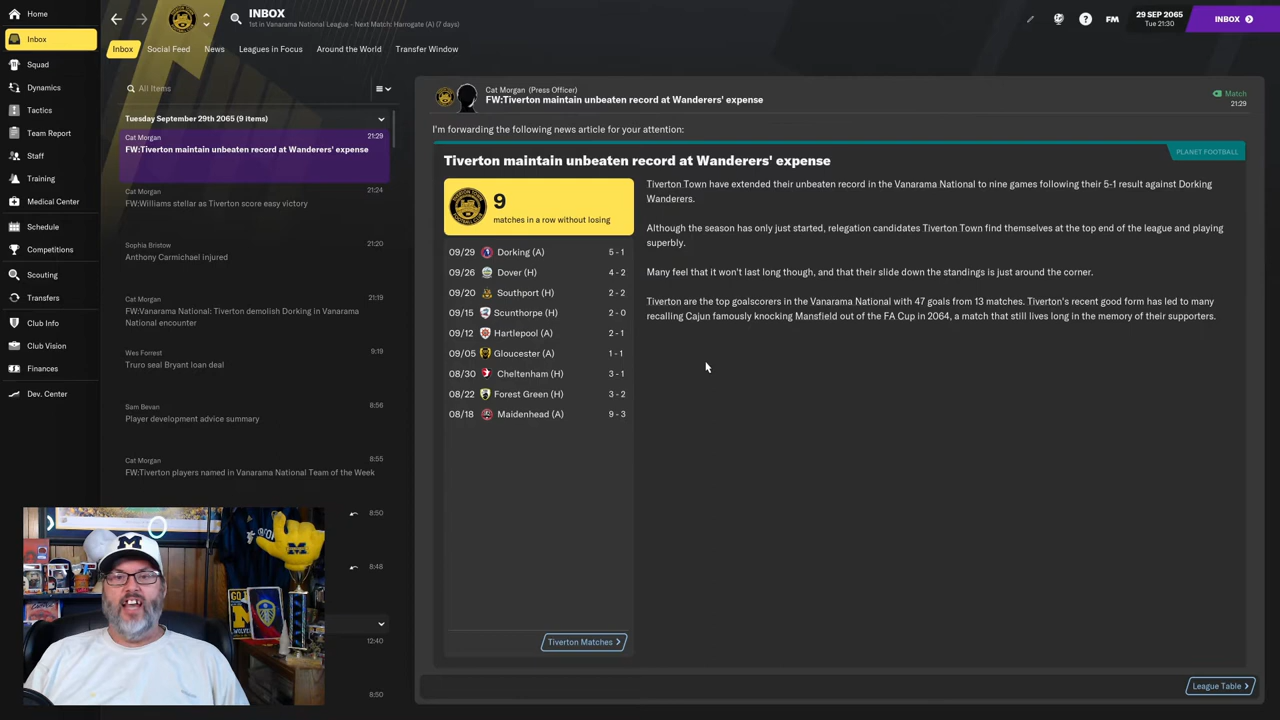 Home
INBOX
1st in Vanarama National League - Next Match: Harrogate (A) (7 days)
FM
29 SEP 2065
Tue 21:30
INBOX
Inbox
Squad
Dynamics
Tactics
Team Report
Staff
Training
Medical Center
Schedule
Competitions
Scouting
Transfers
Club Info
Club Vision
Finances
Dev. Center
Inbox
Social Feed
News
Leagues in Focus
Around the World
Transfer Window
All Items
Tuesday September 29th 2065 (9 items)
Cat Morgan
21:29
FW:Tiverton maintain unbeaten record at Wanderers' expense
Cat Morgan
21:24
FW:Williams stellar as Tiverton score easy victory
Sophia Bristow
21:20
Anthony Carmichael injured
Cat Morgan
21:19
FW:Vanarama National: Tiverton demolish Dorking in Vanarama
National encounter
Wes Forrest
9:19
Truro seal Bryant loan deal
Sam Bevan
8:56
Player development advice summary
Cat Morgan
8:55
FW:Tiverton players named in Vanarama National Team of the Week
8:50
8:48
12:40
8:50
Cat Morgan (Press Officer)
FW:Tiverton maintain unbeaten record at Wanderers' expense
Match
21:29
I'm forwarding the following news article for your attention:
PLANET FOOTBALL
Tiverton maintain unbeaten record at Wanderers' expense
9
matches in a row without losing
09/29 Dorking (A) 5 - 1
09/26 Dover (H) 4 - 2
09/20 Southport (H) 2 - 2
09/15 Scunthorpe (H) 2 - 0
09/12 Hartlepool (A) 2 - 1
09/05 Gloucester (A) 1 - 1
08/30 Cheltenham (H) 3 - 1
08/22 Forest Green (H) 3 - 2
08/18 Maidenhead (A) 9 - 3
Tiverton Matches
Tiverton Town have extended their unbeaten record in the Vanarama National to nine games following their 5-1 result against Dorking
Wanderers.
Although the season has only just started, relegation candidates Tiverton Town find themselves at the top end of the league and playing
superbly.
Many feel that it won't last long though, and that their slide down the standings is just around the corner.
Tiverton are the top goalscorers in the Vanarama National with 47 goals from 13 matches. Tiverton's recent good form has led to many
recalling Cajun famously knocking Mansfield out of the FA Cup in 2064, a match that still lives long in the memory of their supporters.
League Table
M
GO
WOLVES